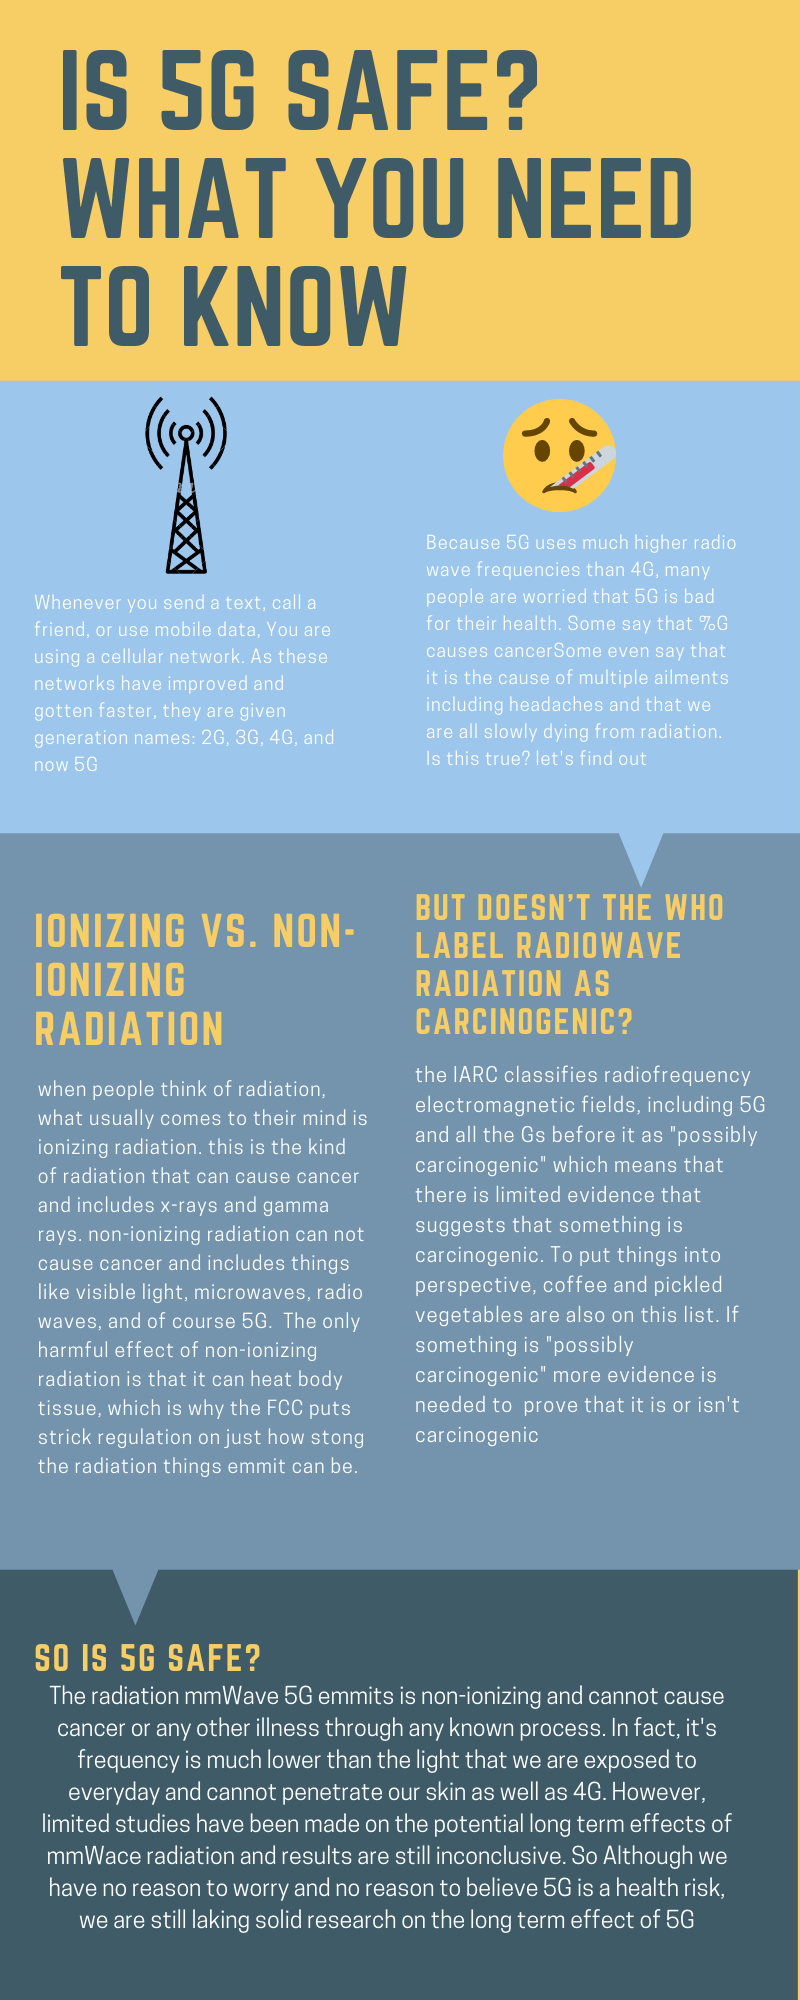 IS 5G SAFE?
WHAT YOU NEED
TO KNOW
Whenever you send a text, call a
friend, or use mobile data, You are
using a cellular network. As these
networks have improved and
gotten faster, they are given
generation names: 2G, 3G, 4G, and
now 5G
Because 5G uses much higher radio
wave frequencies than 4G, many
people are worried that 5G is bad
for their health. Some say that %G
causes cancerSome even say that
it is the cause of multiple ailments
including headaches and that we
are all slowly dying from radiation.
Is this true? let's find out
IONIZING VS. NON-
IONIZING
RADIATION
when people think of radiation,
what usually comes to their mind is
ionizing radiation. this is the kind
of radiation that can cause cancer
and includes x-rays and gamma
rays. non-ionizing radiation can not
cause cancer and includes things
like visible light, microwaves, radio
waves, and of course 5G.  The only
harmful effect of non-ionizing
radiation is that it can heat body
tissue, which is why the FCC puts
strick regulation on just how stong
the radiation things emmit can be.
BUT DOESN'T THE WHO
LABEL RADIOWAVE
RADIATION AS
CARCINOGENIC?
the IARC classifies radiofrequency
electromagnetic fields, including 5G
and all the Gs before it as "possibly
carcinogenic" which means that
there is limited evidence that
suggests that something is
carcinogenic. To put things into
perspective, coffee and pickled
vegetables are also on this list. If
something is "possibly
carcinogenic" more evidence is
needed to  prove that it is or isn't
carcinogenic
SO IS 5G SAFE?
The radiation mmWave 5G emmits is non-ionizing and cannot cause
cancer or any other illness through any known process. In fact, it's
frequency is much lower than the light that we are exposed to
everyday and cannot penetrate our skin as well as 4G. However,
limited studies have been made on the potential long term effects of
mmWace radiation and results are still inconclusive. So Although we
have no reason to worry and no reason to believe 5G is a health risk,
we are still laking solid research on the long term effect of 5G